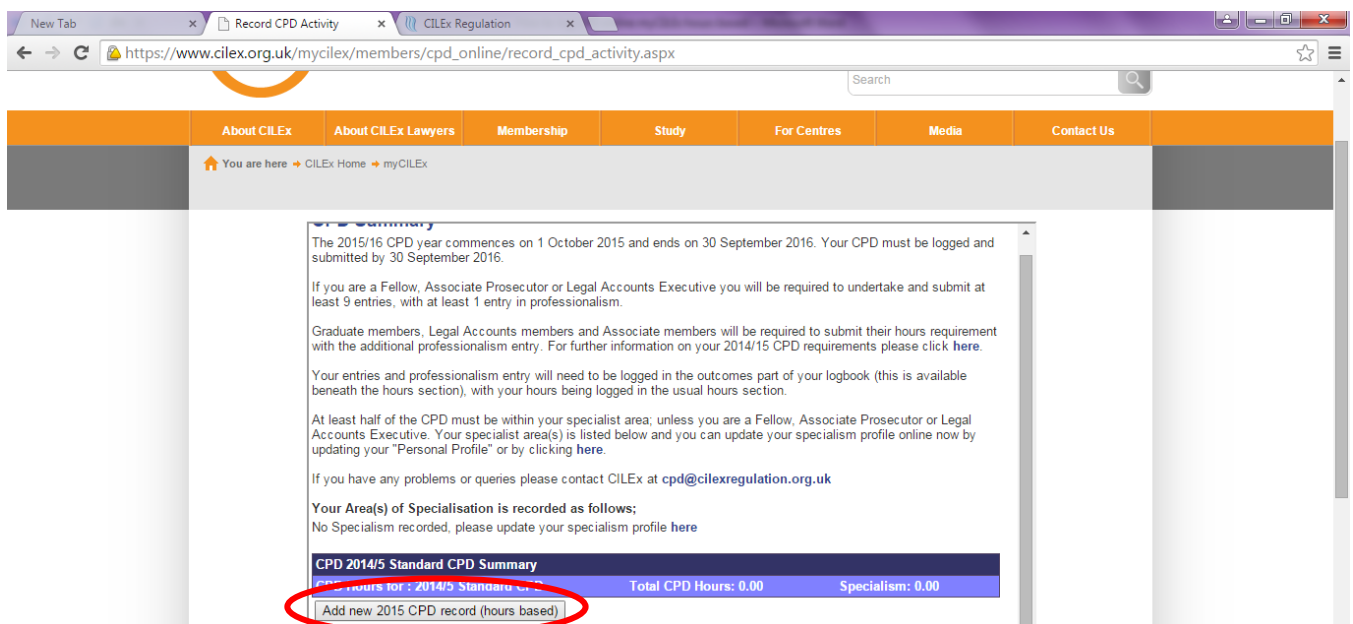 New Tab
Record CPD Activity
CILEx Regulation
https://www.cilex.org.uk/mycilex/members/cpd_online/record_cpd_activity.aspx
Search
About CILEx About CILEx Lawyers Membership Study For Centres Media Contact Us
You are here CILEx Home myCILEx
CPD Summary
The 2015/16 CPD year commences on 1 October 2015 and ends on 30 September 2016. Your CPD must be logged and
submitted by 30 September 2016.
If you are a Fellow, Associate Prosecutor or Legal Accounts Executive you will be required to undertake and submit at
least 9 entries, with at least 1 entry in professionalism.
Graduate members, Legal Accounts members and Associate members will be required to submit their hours requirement
with the additional professionalism entry. For further information on your 2014/15 CPD requirements please click here.
Your entries and professionalism entry will need to be logged in the outcomes part of your logbook (this is available
beneath the hours section), with your hours being logged in the usual hours section.
At least half of the CPD must be within your specialist area; unless you are a Fellow, Associate Prosecutor or Legal
Accounts Executive. Your specialist area(s) is listed below and you can update your specialism profile online now by
updating your "Personal Profile" or by clicking here.
If you have any problems or queries please contact CILEx at cpd@cilexregulation.org.uk
Your Area(s) of Specialisation is recorded as follows;
No Specialism recorded, please update your specialism profile here
CPD 2014/5 Standard CPD Summary
CPD Hours for : 2014/5 Standard CPD Total CPD Hours: 0.00 Specialism: 0.00
Add new 2015 CPD record (hours based)